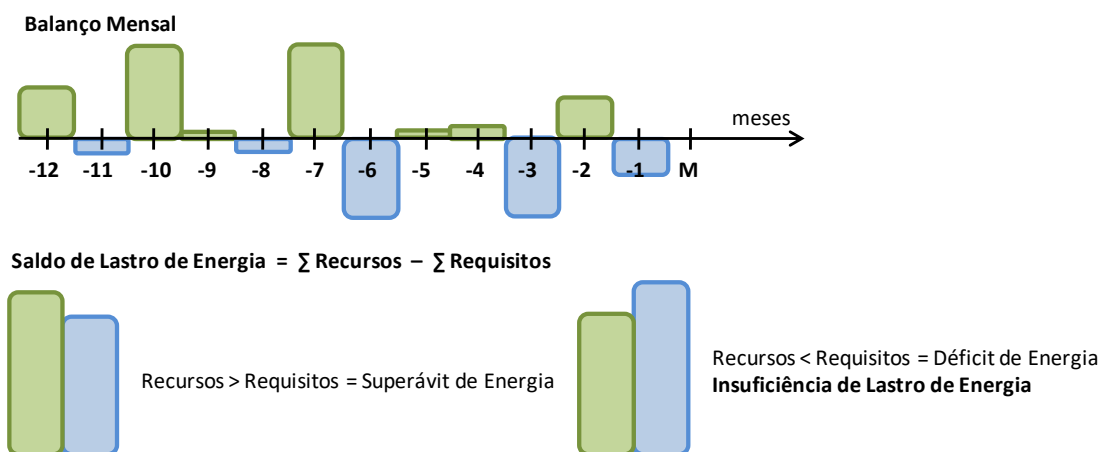 Balanço Mensal
meses
-12 -11 -10 -9 -8 -7 -6 -5 -4 -3 -2 -1 M
Saldo de Lastro de Energia = ∑ Recursos – ∑ Requisitos
Recursos > Requisitos = Superávit de Energia
Recursos < Requisitos = Déficit de Energia
Insuficiência de Lastro de Energia